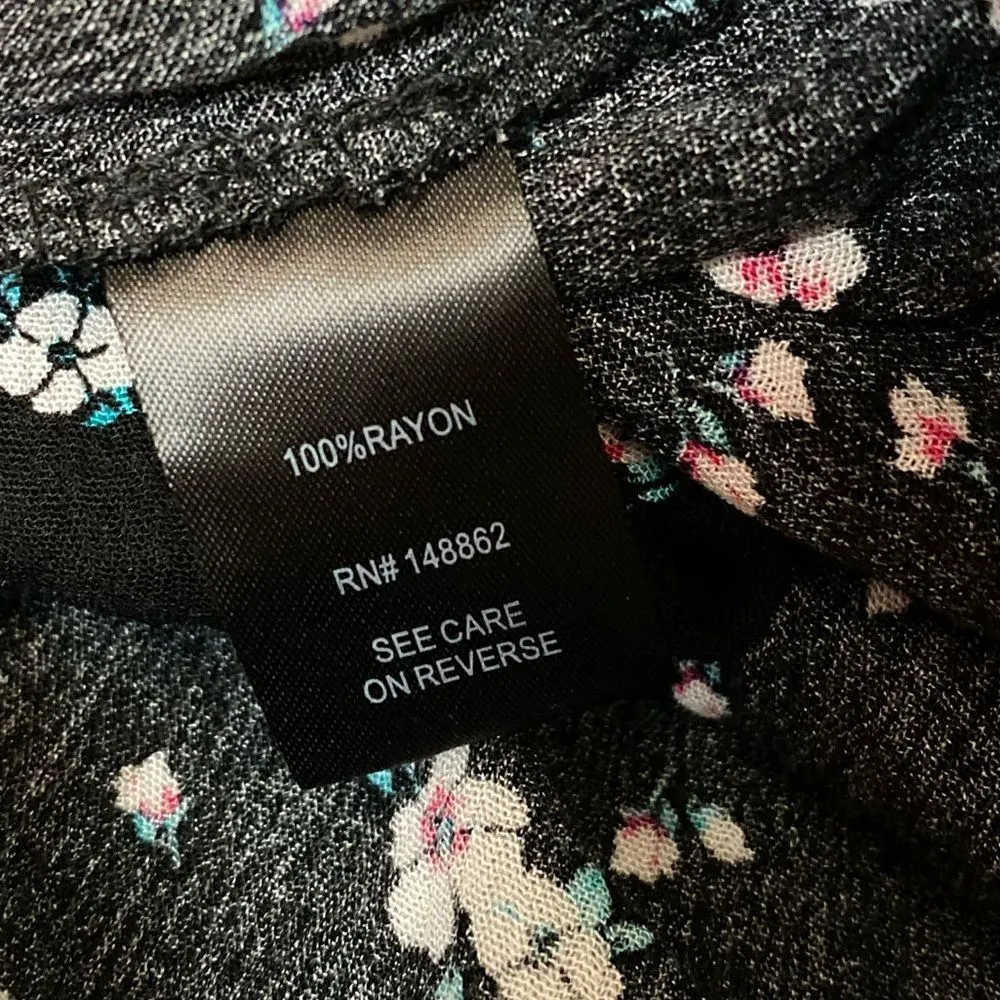 100%RAYON
RN# 148862
SEE CARE
ON REVERSE